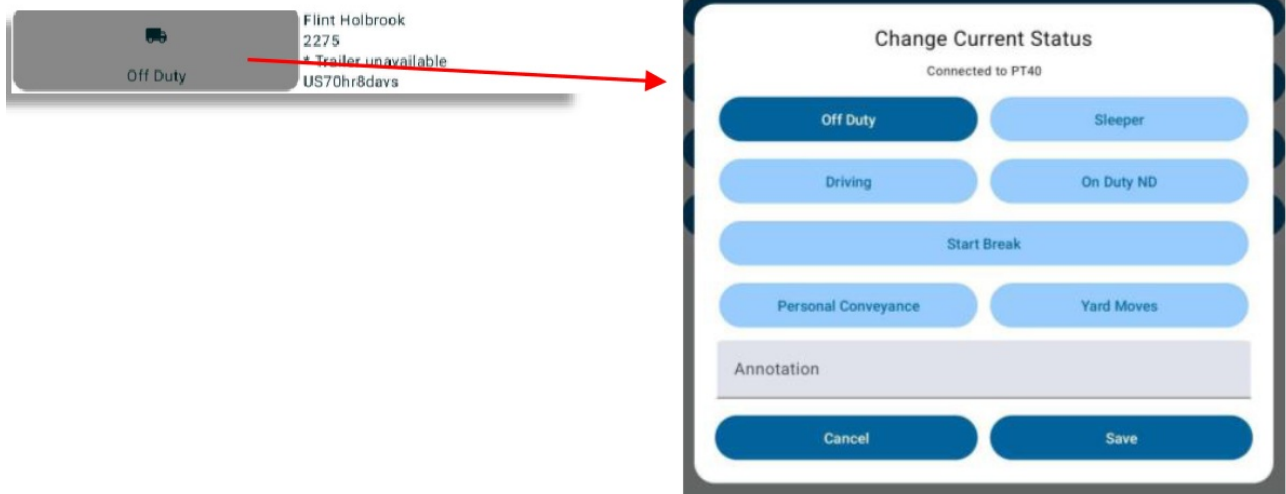 Off Duty
Flint Holbrook
2275
* Trailer unavailable
US70hr8days
Change Current Status
Connected to PT40
Off Duty
Sleeper
Driving
On Duty ND
Start Break
Personal Conveyance
Yard Moves
Annotation
Cancel
Save